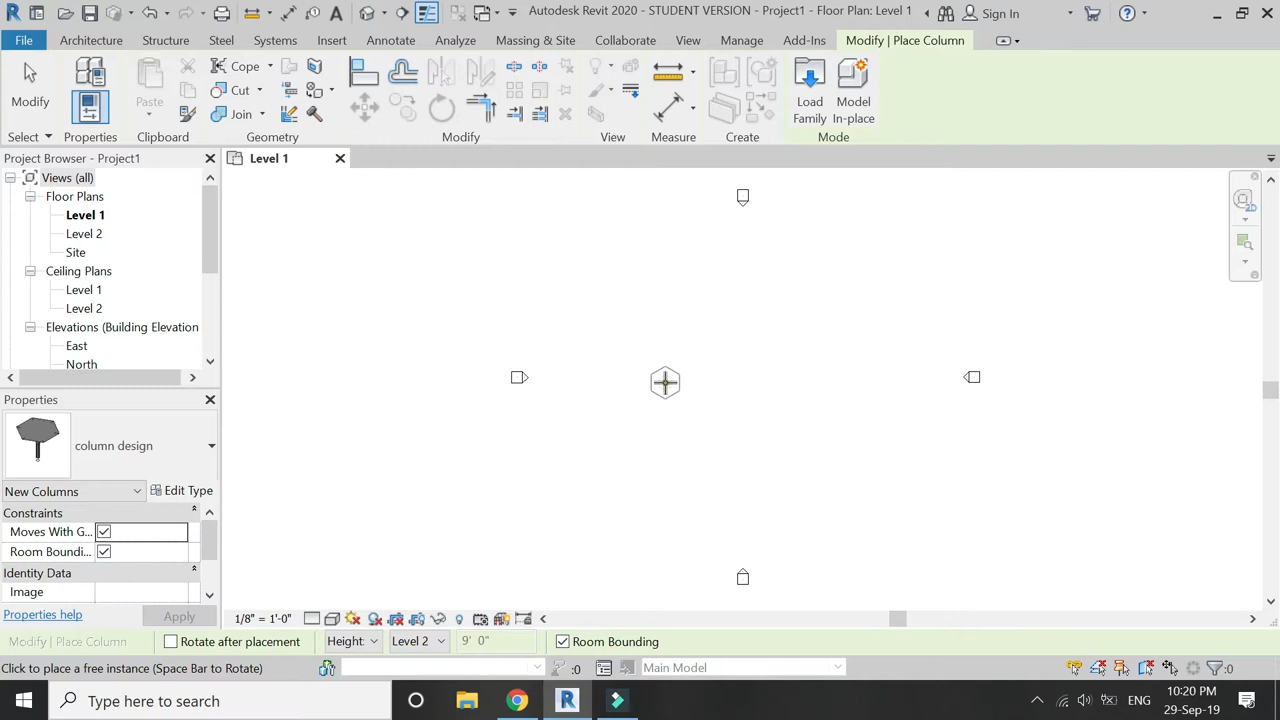 Autodesk Revit 2020 - STUDENT VERSION - Project1 - Floor Plan: Level 1
Sign In
File Architecture Structure Steel Systems Insert Annotate Analyze Massing & Site Collaborate View Manage Add-Ins Modify | Place Column
Modify
Paste
Cope
Cut
Join
Load Family
Model In-place
Select Properties Clipboard Geometry Modify View Measure Create Mode
Project Browser - Project1
Level 1
Views (all)
Floor Plans
Level 1
Level 2
Site
Ceiling Plans
Level 1
Level 2
Elevations (Building Elevation
East
North
Properties
column design
New Columns
Edit Type
Constraints
Moves With G...
Room Boundi...
Identity Data
Image
Properties help
Apply
1/8" = 1'-0"
Modify | Place Column
Rotate after placement
Height:
Level 2
9' 0"
Room Bounding
Click to place a free instance (Space Bar to Rotate)
:0
Main Model
:0
Type here to search
ENG
10:20 PM
29-Sep-19